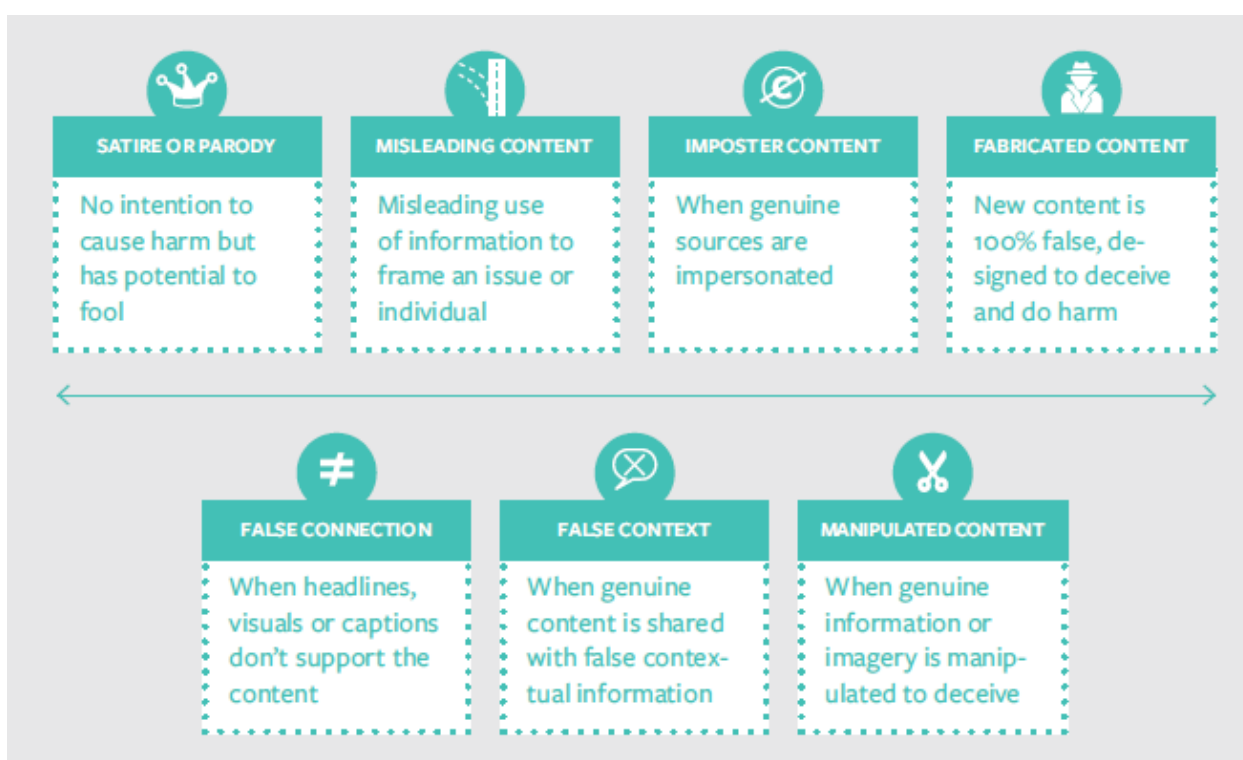 SATIRE OR PARODY
No intention to
cause harm but
has potential to
fool
MISLEADING CONTENT
Misleading use
of information to
frame an issue or
individual
IMPOSTER CONTENT
When genuine
sources are
impersonated
FABRICATED CONTENT
New content is
100% false, de-
signed to deceive
and do harm
FALSE CONNECTION
When headlines,
visuals or captions
don't support the
content
FALSE CONTEXT
When genuine
content is shared
with false contex-
tual information
MANIPULATED CONTENT
When genuine
information or
imagery is manip-
ulated to deceive